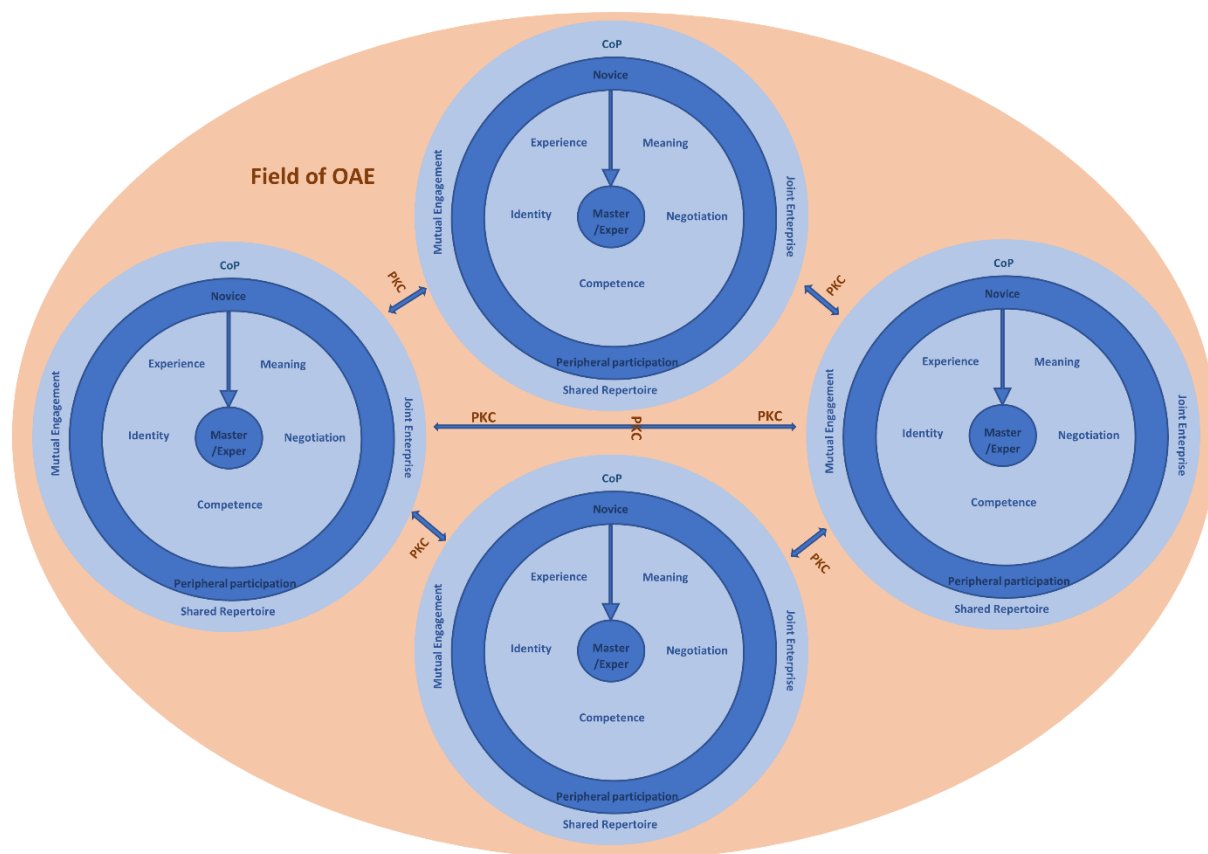 CoP
Novice
Experience
Meaning
Mutual Engagement
Joint Enterprise
Identity
Master
/Exper
Negotiation
Competence
Peripheral participation
Shared Repertoire
Field of OAE
PKC
PKC
CoP
Novice
Experience
Meaning
Mutual Engagement
Joint Enterprise
Identity
Master
/Exper
Negotiation
Competence
Peripheral participation
Shared Repertoire
PKC
PKC
PKC
CoP
Novice
Experience
Meaning
Mutual Engagement
Joint Enterprise
Identity
Master
/Exper
Negotiation
Competence
Peripheral participation
Shared Repertoire
PKC
PKC
CoP
Novice
Experience
Meaning
Mutual Engagement
Joint Enterprise
Identity
Master
/Exper
Negotiation
Competence
Peripheral participation
Shared Repertoire